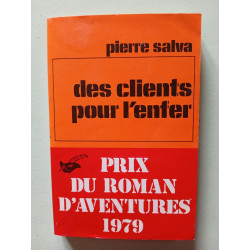 pierre salva
des clients
pour l'enfer
PRIX
DU ROMAN
D'AVENTURES
1979